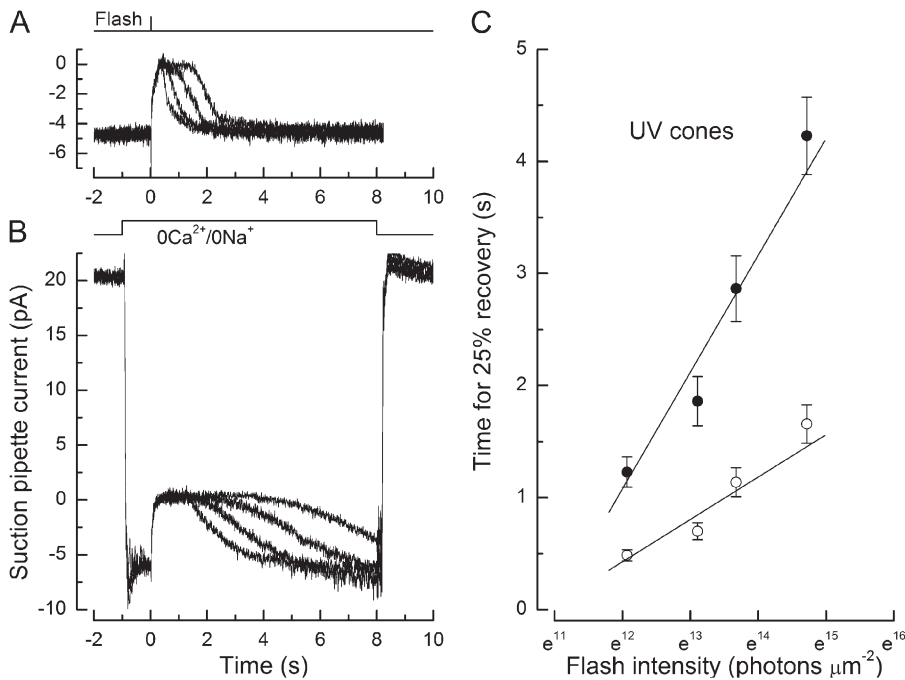 A
Flash
0
-2
-4
-6
-2 0 2 4 6 8 10
B
0Ca²⁺/0Na⁺
20
15
10
5
0
-5
-10
Suction pipette current (pA)
-2 0 2 4 6 8 10
Time (s)
C
UV cones
5
4
3
2
1
0
Time for 25% recovery (s)
e¹¹ e¹² e¹³ e¹⁴ e¹⁵ e¹⁶
Flash intensity (photons μm⁻²)